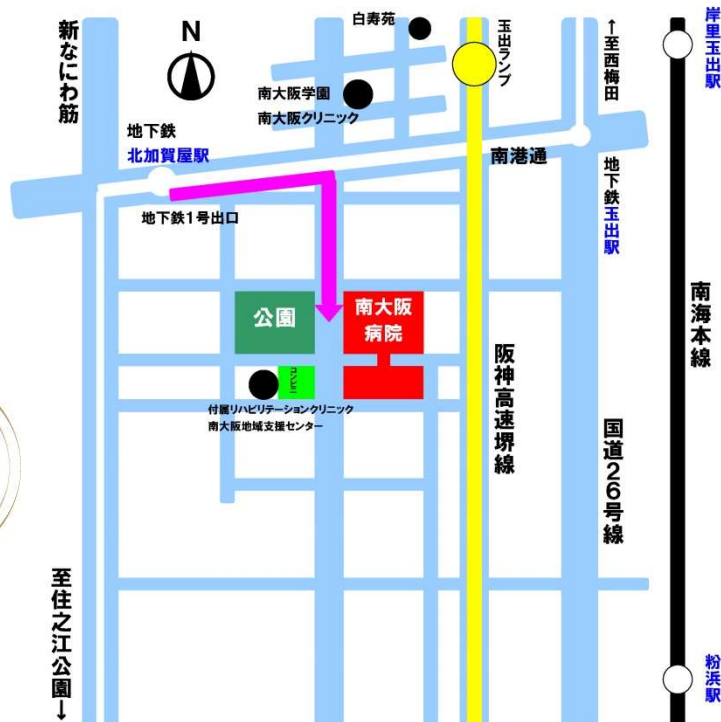 新なにわ筋
N
白寿苑
玉出ランプ
↑至西梅田
岸里玉出駅
南大阪学園
南大阪クリニック
地下鉄
北加賀屋駅
南港通
地下鉄玉出駅
地下鉄1号出口
公園
南大阪
病院
南海本線
阪神高速堺線
コンビニ
付属リハビリテーションクリニック
南大阪地域支援センター
国道26号線
至住之江公園↓
粉浜駅